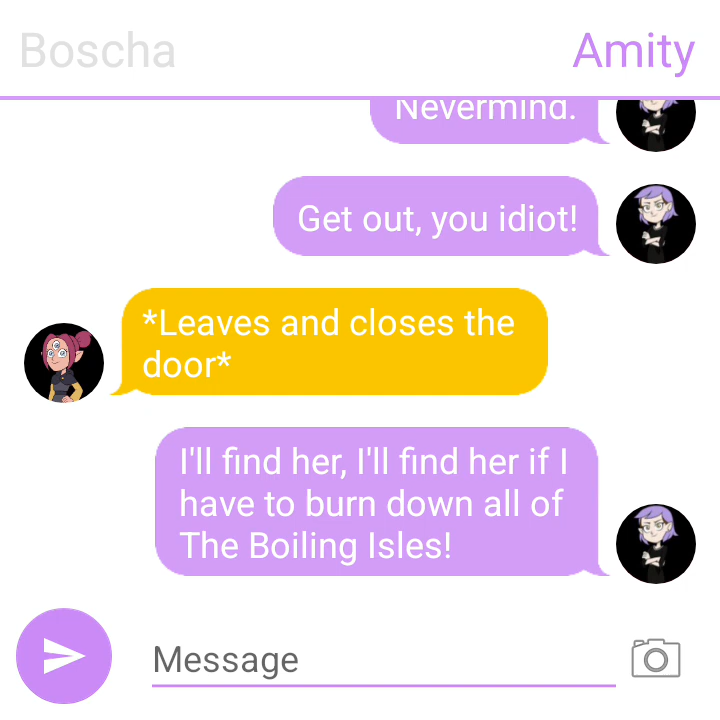 Boscha
Amity
Nevermind.
Get out, you idiot!
*Leaves and closes the
door*
I'll find her, I'll find her if I
have to burn down all of
The Boiling Isles!
Message